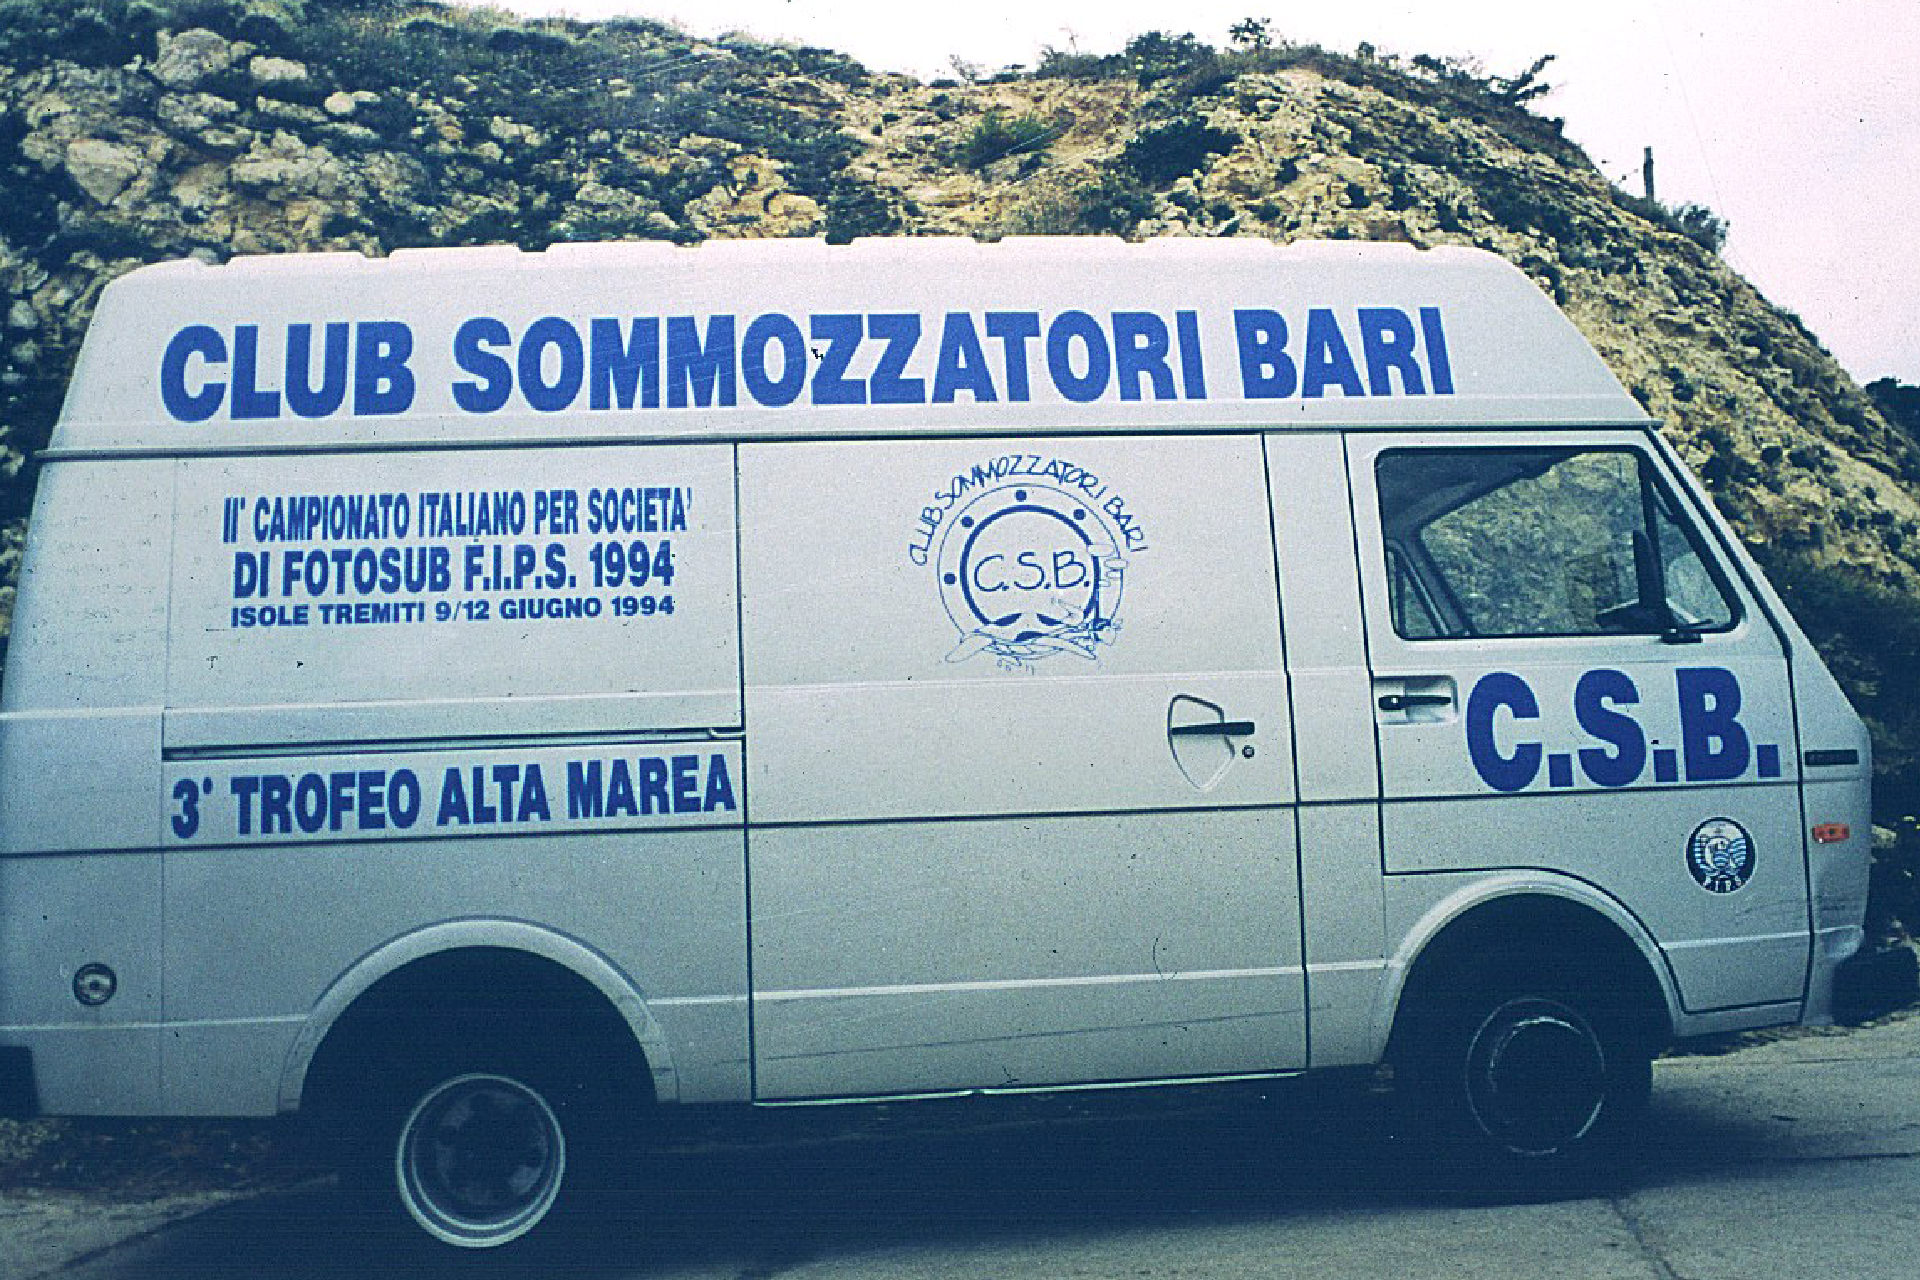 CLUB SOMMOZZATORI BARI
II° CAMPIONATO ITALIANO PER SOCIETA'
DI FOTOSUB F.I.P.S. 1994
ISOLE TREMITI 9/12 GIUGNO 1994
CLUB SOMMOZZATORI BARI
C.S.B.
C.S.B.
3° TROFEO ALTA MAREA
F.I.P.S.